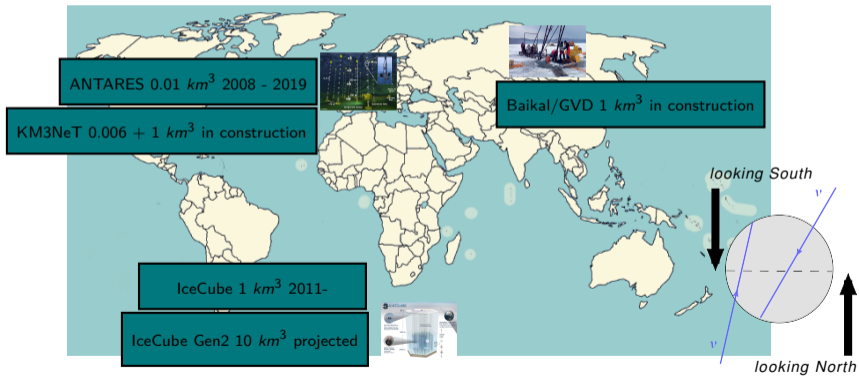 ANTARES 0.01 km³ 2008 - 2019
Baikal/GVD 1 km³ in construction
KM3NeT 0.006 + 1 km³ in construction
looking South
ν
IceCube 1 km³ 2011-
IceCube Gen2 10 km³ projected
ν
looking North